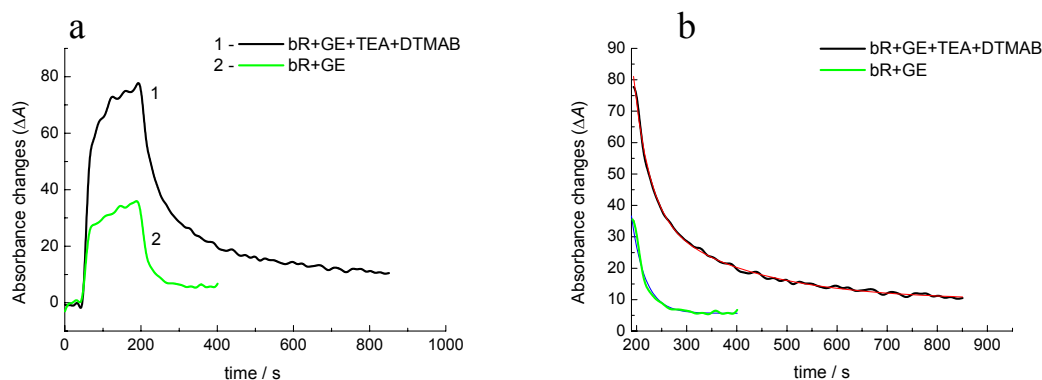 a
1 - bR+GE+TEA+DTMAB
2 - bR+GE
Absorbance changes (ΔA)
80
60
40
20
0
1
2
0 200 400 600 800 1000
time / s
b
bR+GE+TEA+DTMAB
bR+GE
Absorbance changes (ΔA)
90
80
70
60
50
40
30
20
10
0
200 300 400 500 600 700 800 900
time / s